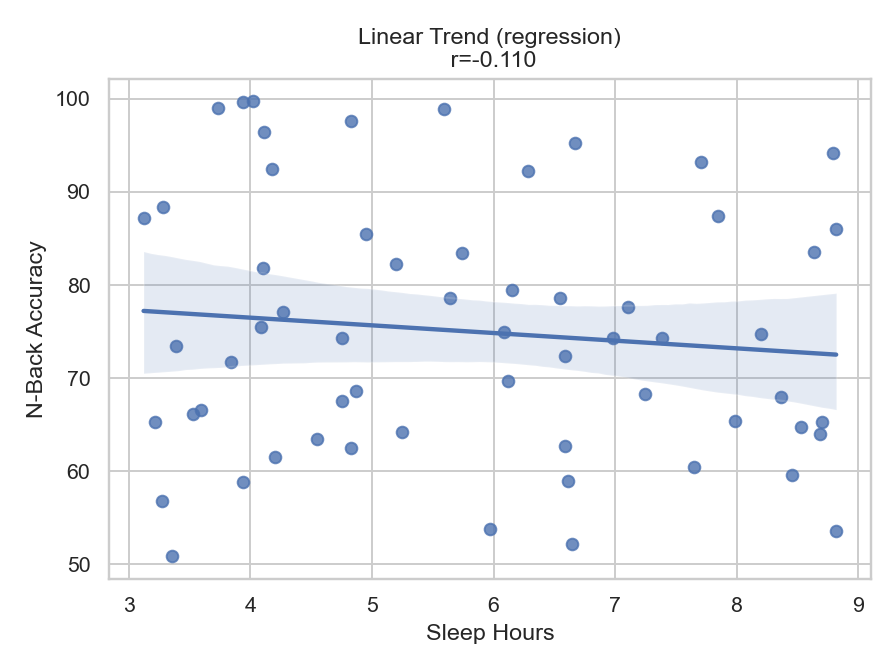 Linear Trend (regression)
r=-0.110
100
90
80
70
60
50
N-Back Accuracy
3 4 5 6 7 8 9
Sleep Hours